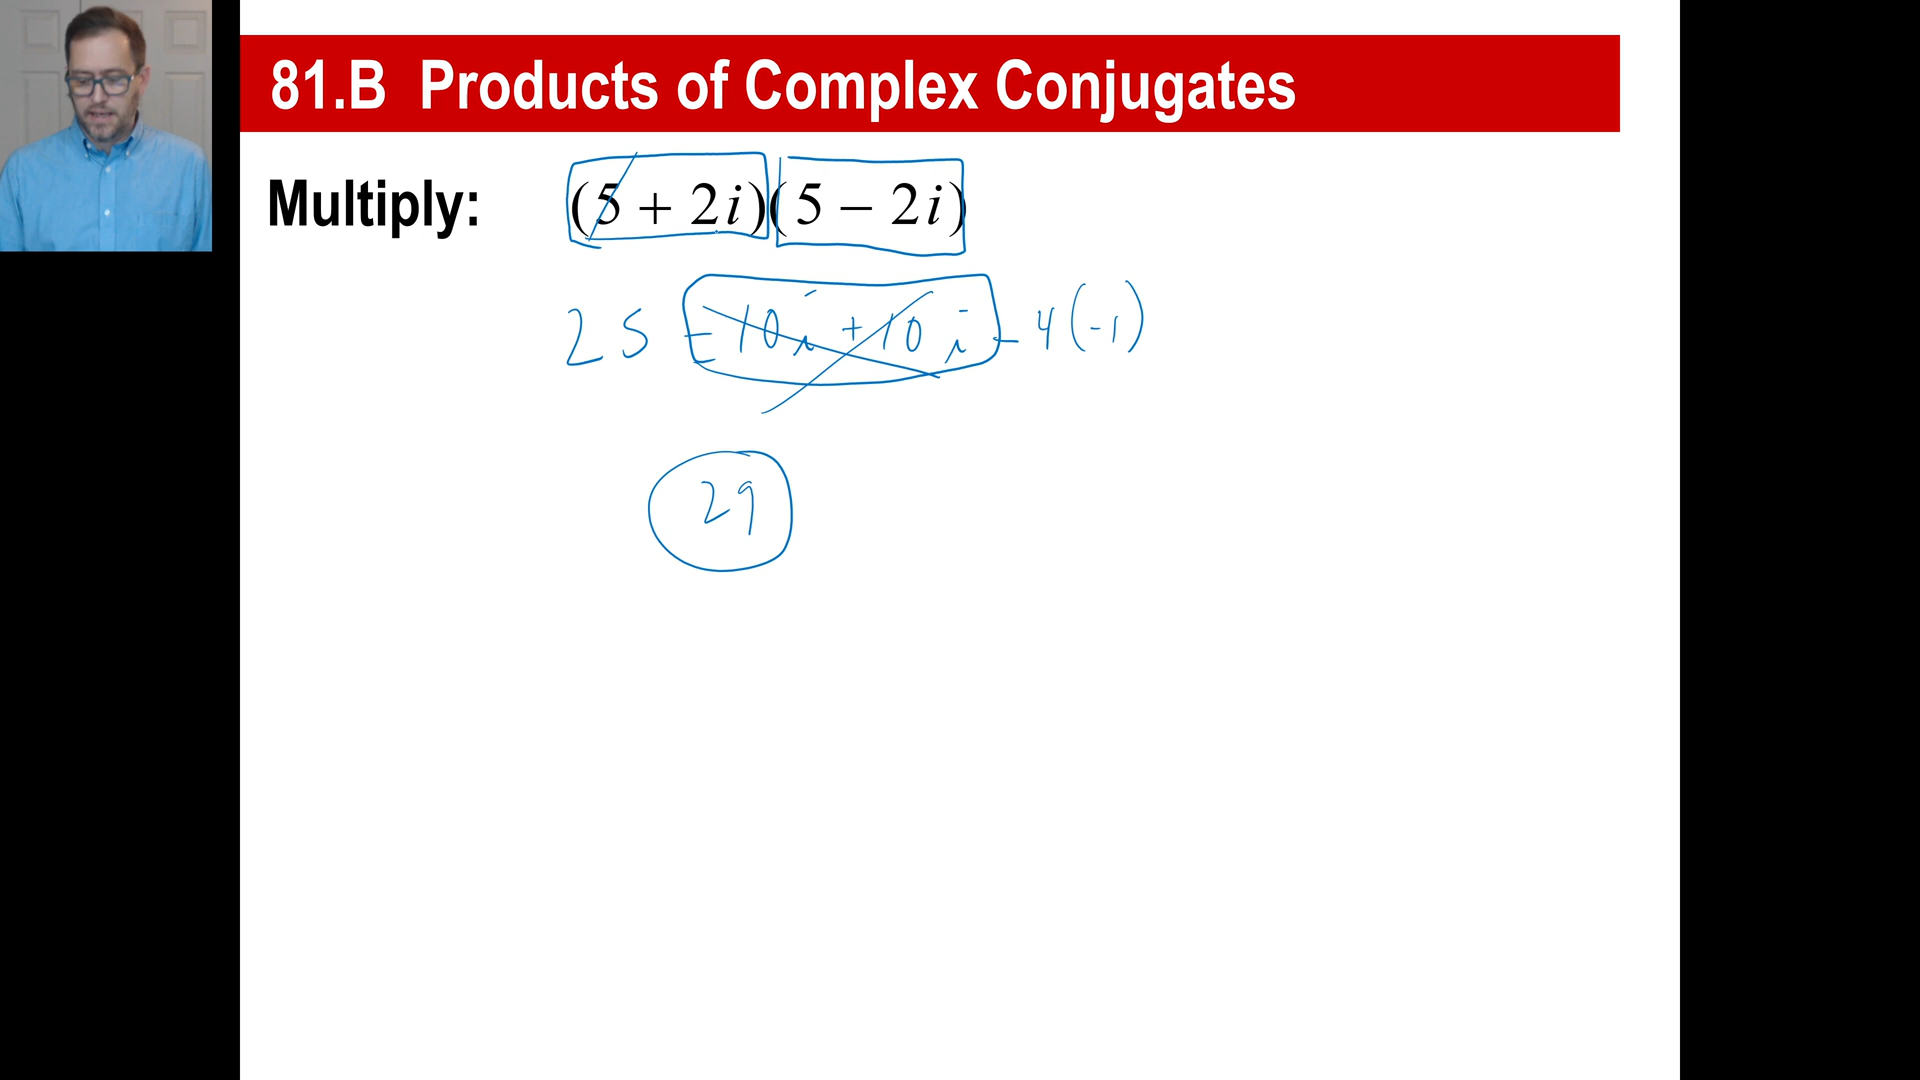 81.B Products of Complex Conjugates
Multiply: (5 + 2i)(5 − 2i)
25 - 10i + 10i - 4(-1)
29